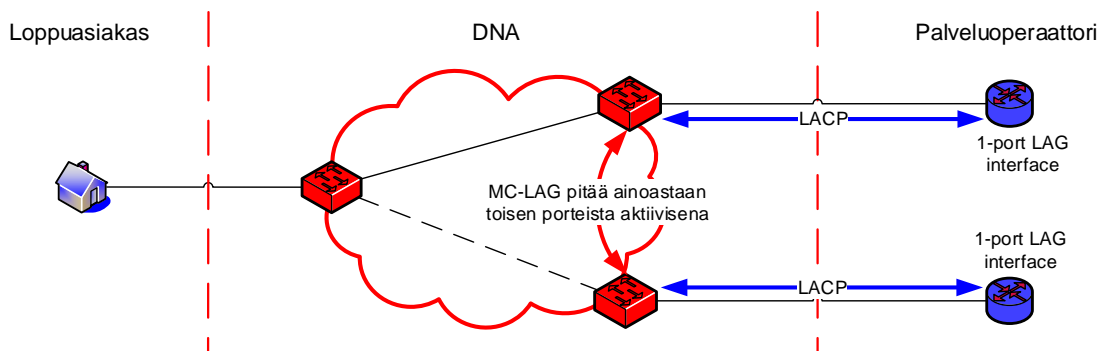 Loppuasiakas
DNA
Palveluoperaattori
LACP
1-port LAG
interface
MC-LAG pitää ainoastaan
toisen porteista aktiivisena
1-port LAG
interface
LACP